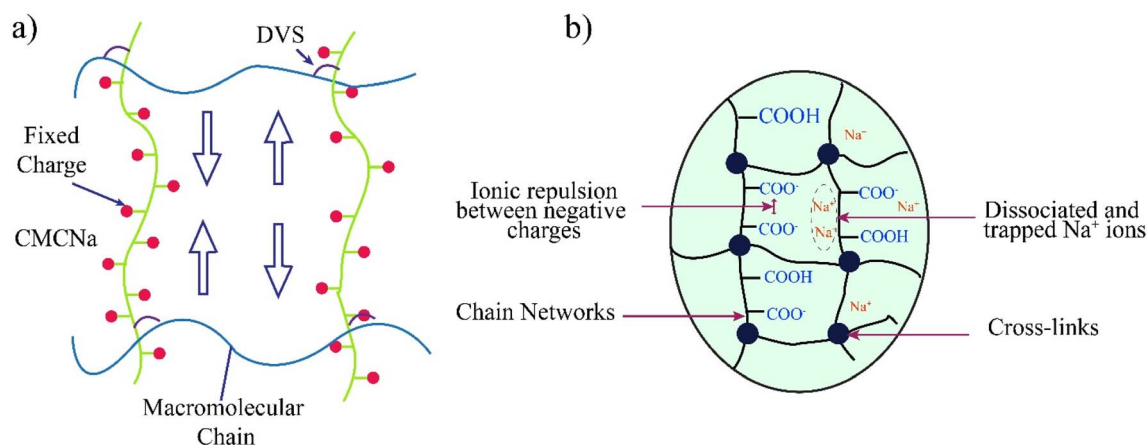 a)
DVS
Fixed
Charge
CMCNa
Macromolecular
Chain
b)
COOH
Na⁺
COO⁻
COO⁻
Na⁺
Na⁺
COO⁻
Na⁺
COOH
COOH
COO⁻
Na⁺
Ionic repulsion
between negative
charges
Chain Networks
Dissociated and
trapped Na⁺ ions
Cross-links